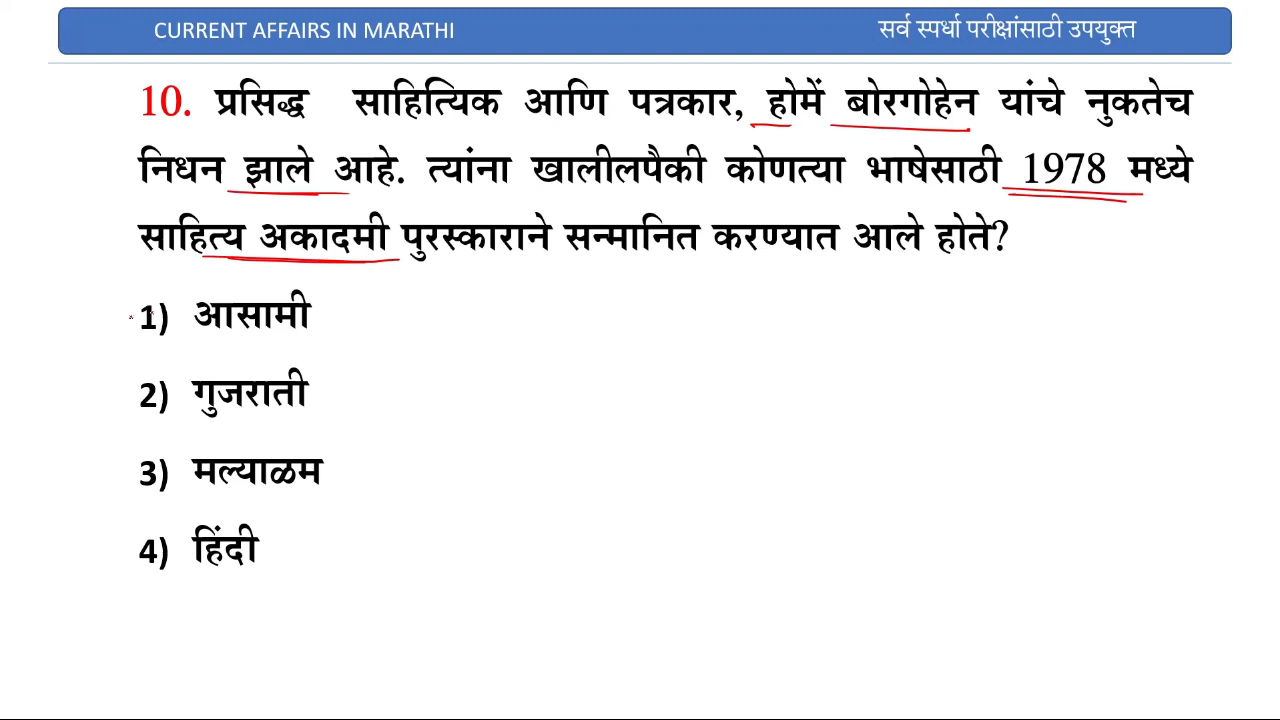 CURRENT AFFAIRS IN MARATHI
सर्व स्पर्धा परीक्षांसाठी उपयुक्त
10. प्रसिद्ध साहित्यिक आणि पत्रकार, होमें बोरगोहेन यांचे नुकतेच
निधन झाले आहे. त्यांना खालीलपैकी कोणत्या भाषेसाठी 1978 मध्ये
साहित्य अकादमी पुरस्काराने सन्मानित करण्यात आले होते?
1) आसामी
2) गुजराती
3) मल्याळम
4) हिंदी